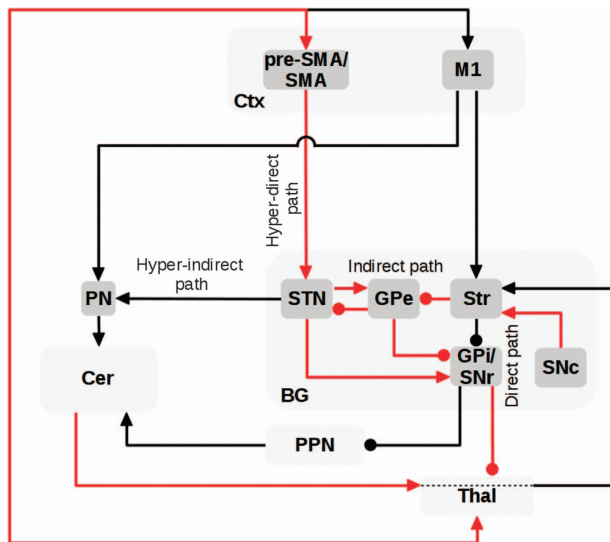 pre-SMA/
SMA
M1
Ctx
Hyper-direct
path
Hyper-indirect
path
Indirect path
PN
STN
GPe
Str
Cer
GPi/
SNr
Direct path
SNc
BG
PPN
Thal